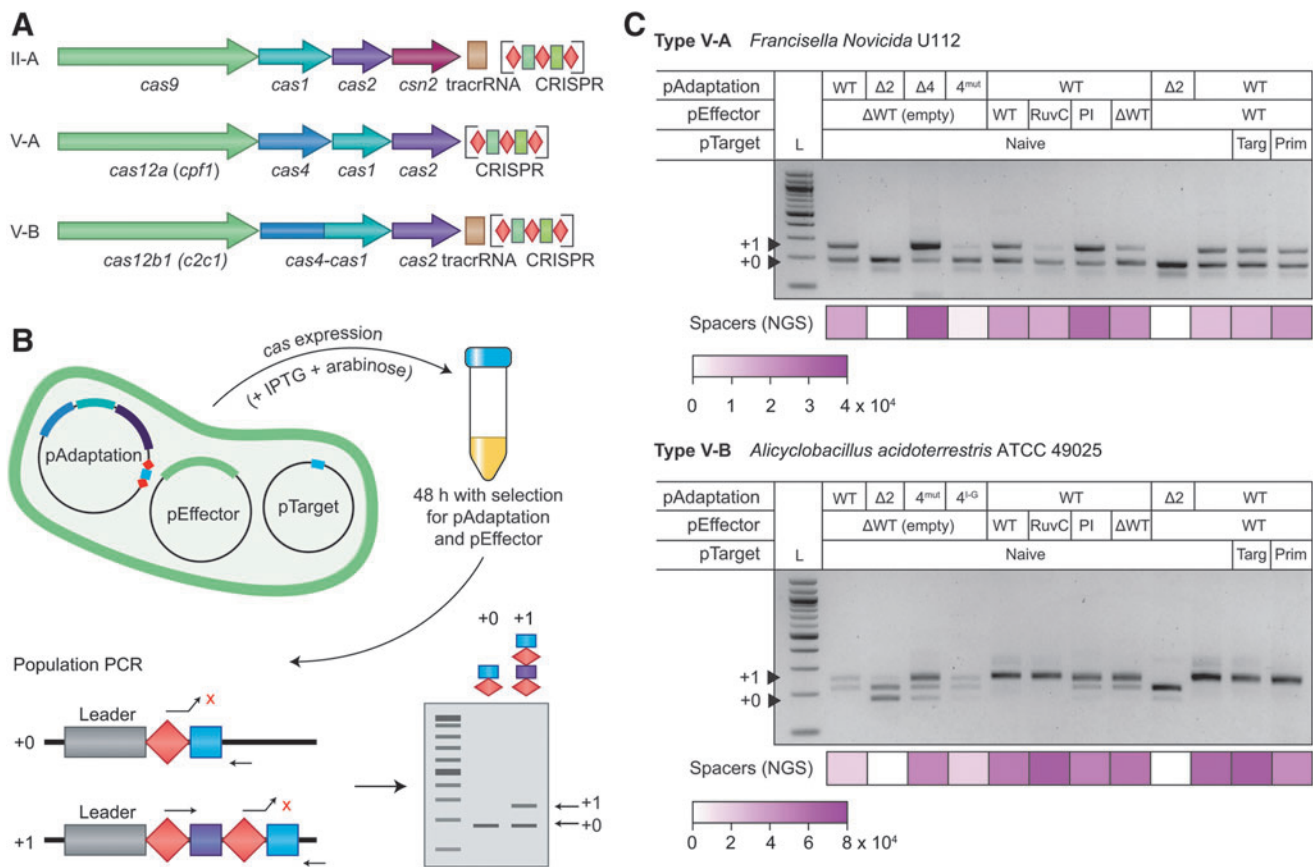 A
II-A
cas9 cas1 cas2 csn2 tracrRNA CRISPR
V-A
cas12a (cpf1) cas4 cas1 cas2 CRISPR
V-B
cas12b1 (c2c1) cas4-cas1 cas2 tracrRNA CRISPR
B
cas expression
(+ IPTG + arabinose)
pAdaptation
pEffector
pTarget
48 h with selection
for pAdaptation
and pEffector
Population PCR
Leader
x
+0
Leader
x
+1
+0 +1
+1
+0
C
Type V-A Francisella Novicida U112
pAdaptation WT Δ2 Δ4 4mut WT Δ2 WT
pEffector ΔWT (empty) WT RuvC PI ΔWT WT
pTarget L Naive Targ Prim
+1
+0
Spacers (NGS)
0 1 2 3 4 x 10⁴
Type V-B Alicyclobacillus acidoterrestris ATCC 49025
pAdaptation WT Δ2 4mut 4I-G WT Δ2 WT
pEffector ΔWT (empty) WT RuvC PI ΔWT WT
pTarget L Naive Targ Prim
+1
+0
Spacers (NGS)
0 2 4 6 8 x 10⁴